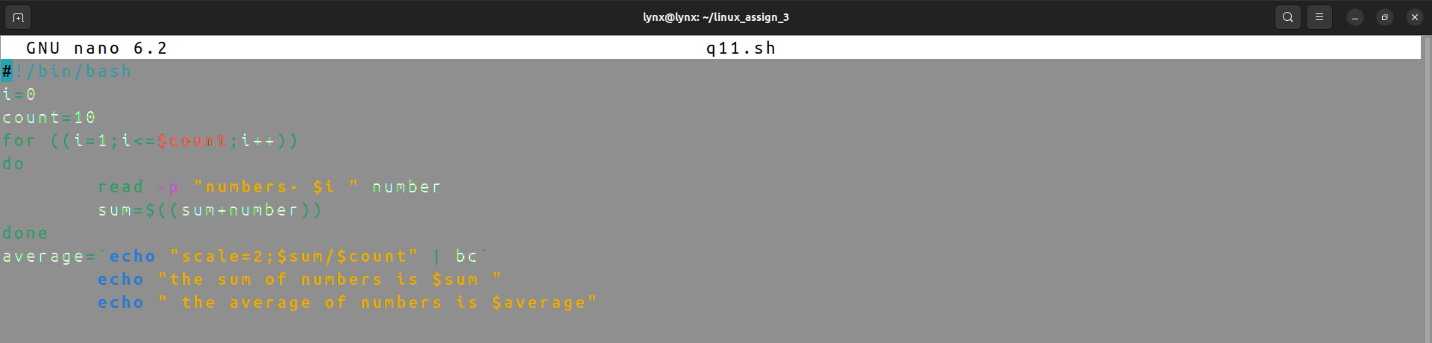 lynx@lynx: ~/linux_assign_3
GNU nano 6.2 q11.sh
#!/bin/bash
i=0
count=10
for ((i=1;i<=$count;i++))
do
        read -p "numbers- $i " number
        sum=$((sum+number))
done
average=`echo "scale=2;$sum/$count" | bc`
        echo "the sum of numbers is $sum "
        echo " the average of numbers is $average"